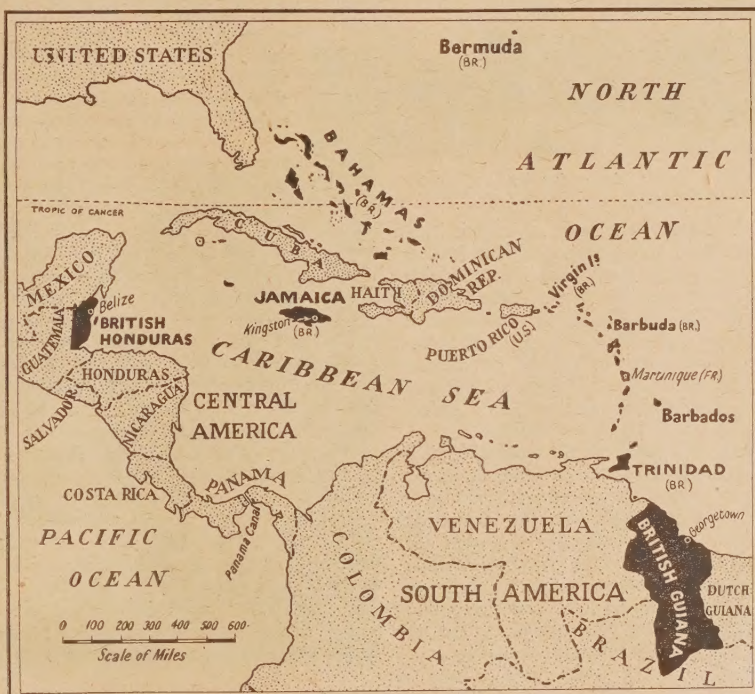 UNITED STATES
Bermuda
(BR.)
NORTH
ATLANTIC
OCEAN
BAHAMAS
(BR)
TROPIC OF CANCER
CUBA
MEXICO
Belize
BRITISH
HONDURAS
GUATEMALA
JAMAICA
Kingston
(BR.)
HAITI
DOMINICAN
REP.
Virgin Is
(BR.)
PUERTO RICO
(U.S)
Barbuda (BR.)
HONDURAS
SALVADOR
NICARAGUA
CARIBBEAN SEA
CENTRAL
AMERICA
Martinique (FR)
Barbados
TRINIDAD
(BR)
COSTA RICA
PANAMA
Panama Canal
PACIFIC
OCEAN
VENEZUELA
COLOMBIA
SOUTH AMERICA
Georgetown
BRITISH GUIANA
DUTCH
GUIANA
BRAZIL
0 100 200 300 400 500 600
Scale of Miles